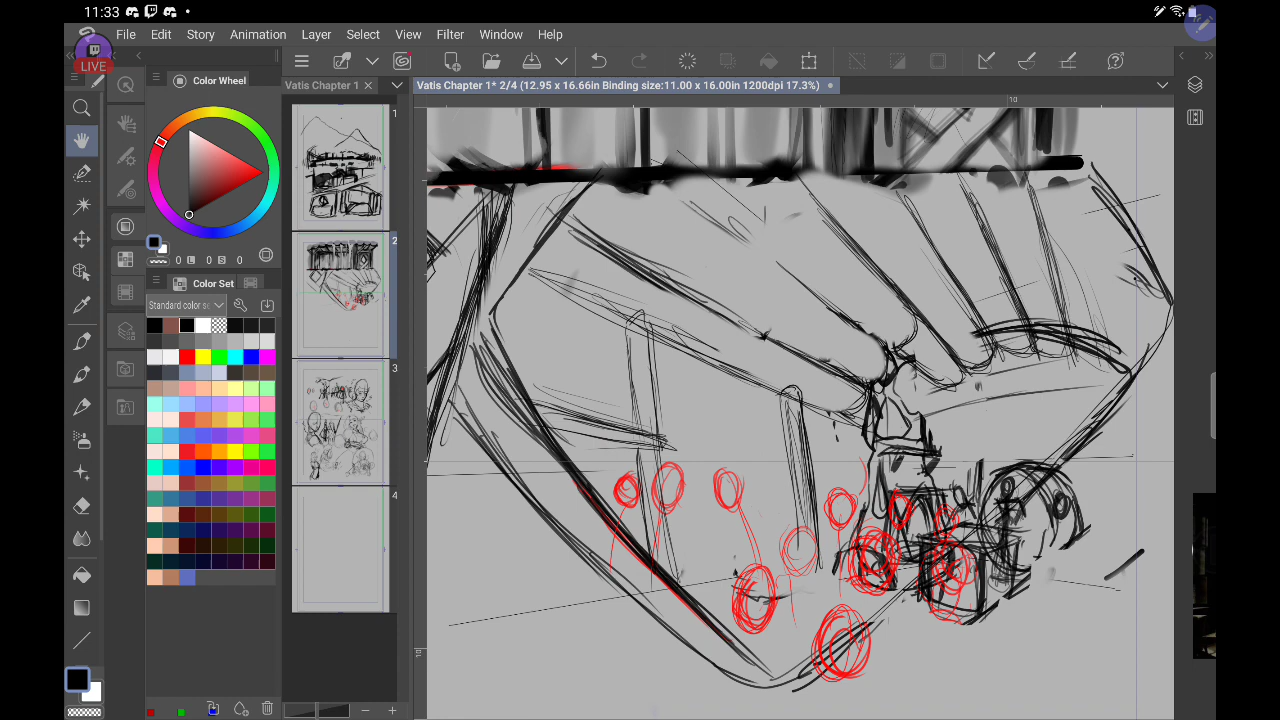 11:33
LIVE
File Edit Story Animation Layer Select View Filter Window Help
Color Wheel
Vatis Chapter 1
Vatis Chapter 1* 2/4 (12.95 x 16.66in Binding size:11.00 x 16.00in 1200dpi 17.3%)
10
1
2
0 L 0 S 0
Color Set
Standard color se
3
4
10